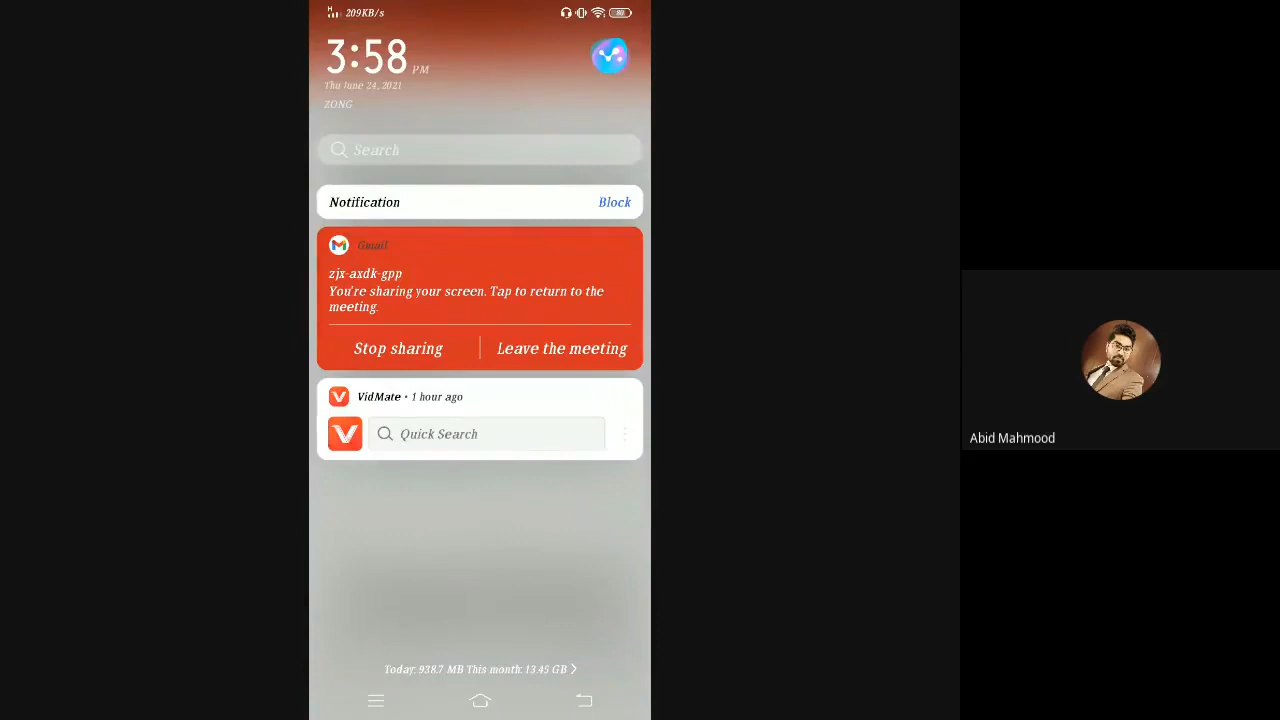 H 209KB/s
80
3:58 PM
Thu June 24, 2021
ZONG
Search
Notification Block
Gmail
zjx-axdk-gpp
You're sharing your screen. Tap to return to the
meeting.
Stop sharing Leave the meeting
VidMate • 1 hour ago
Quick Search
Today: 938.7 MB This month: 13.45 GB
Abid Mahmood